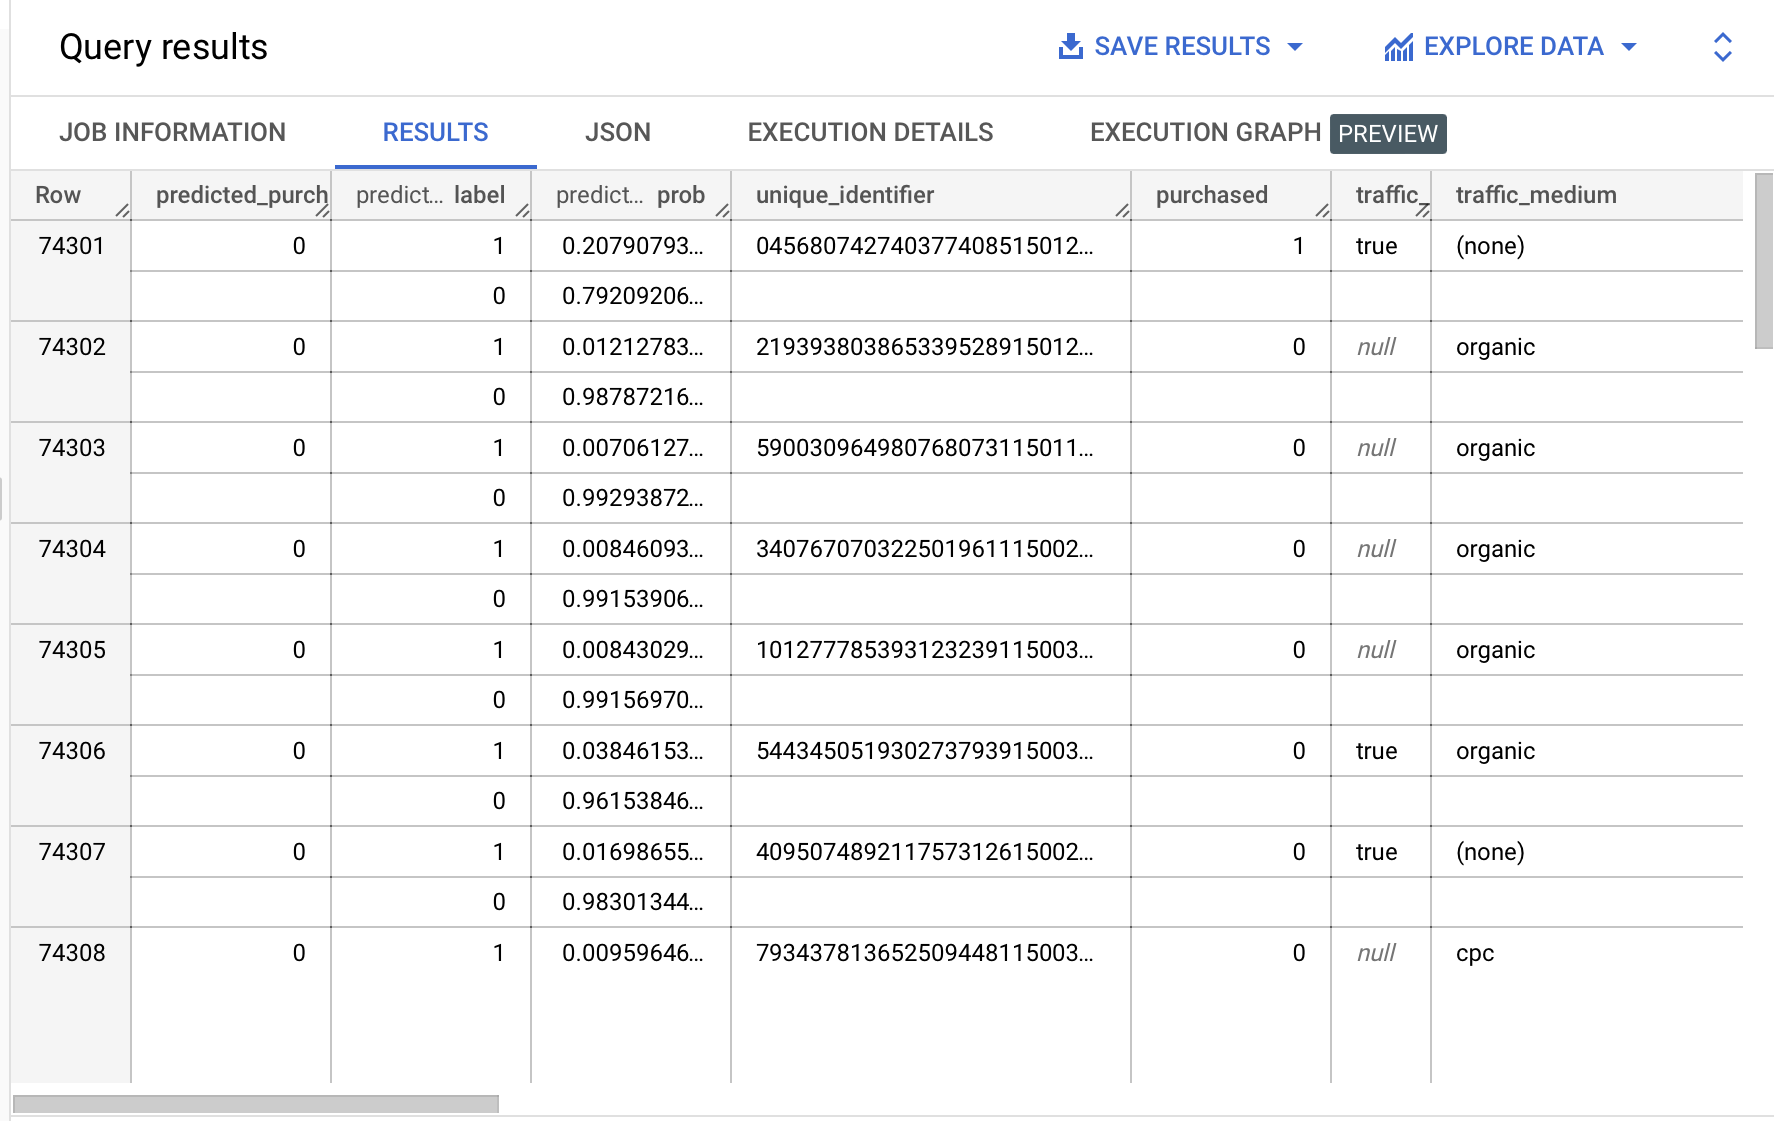 Query results SAVE RESULTS EXPLORE DATA
JOB INFORMATION RESULTS JSON EXECUTION DETAILS EXECUTION GRAPH PREVIEW
Row predicted_purch predict... label predict... prob unique_identifier purchased traffic_ traffic_medium
74301 0 1 0.20790793... 045680742740377408515012... 1 true (none)
0 0.79209206...
74302 0 1 0.01212783... 219393803865339528915012... 0 null organic
0 0.98787216...
74303 0 1 0.00706127... 590030964980768073115011... 0 null organic
0 0.99293872...
74304 0 1 0.00846093... 340767070322501961115002... 0 null organic
0 0.99153906...
74305 0 1 0.00843029... 101277785393123239115003... 0 null organic
0 0.99156970...
74306 0 1 0.03846153... 544345051930273793915003... 0 true organic
0 0.96153846...
74307 0 1 0.01698655... 409507489211757312615002... 0 true (none)
0 0.98301344...
74308 0 1 0.00959646... 793437813652509448115003... 0 null cpc